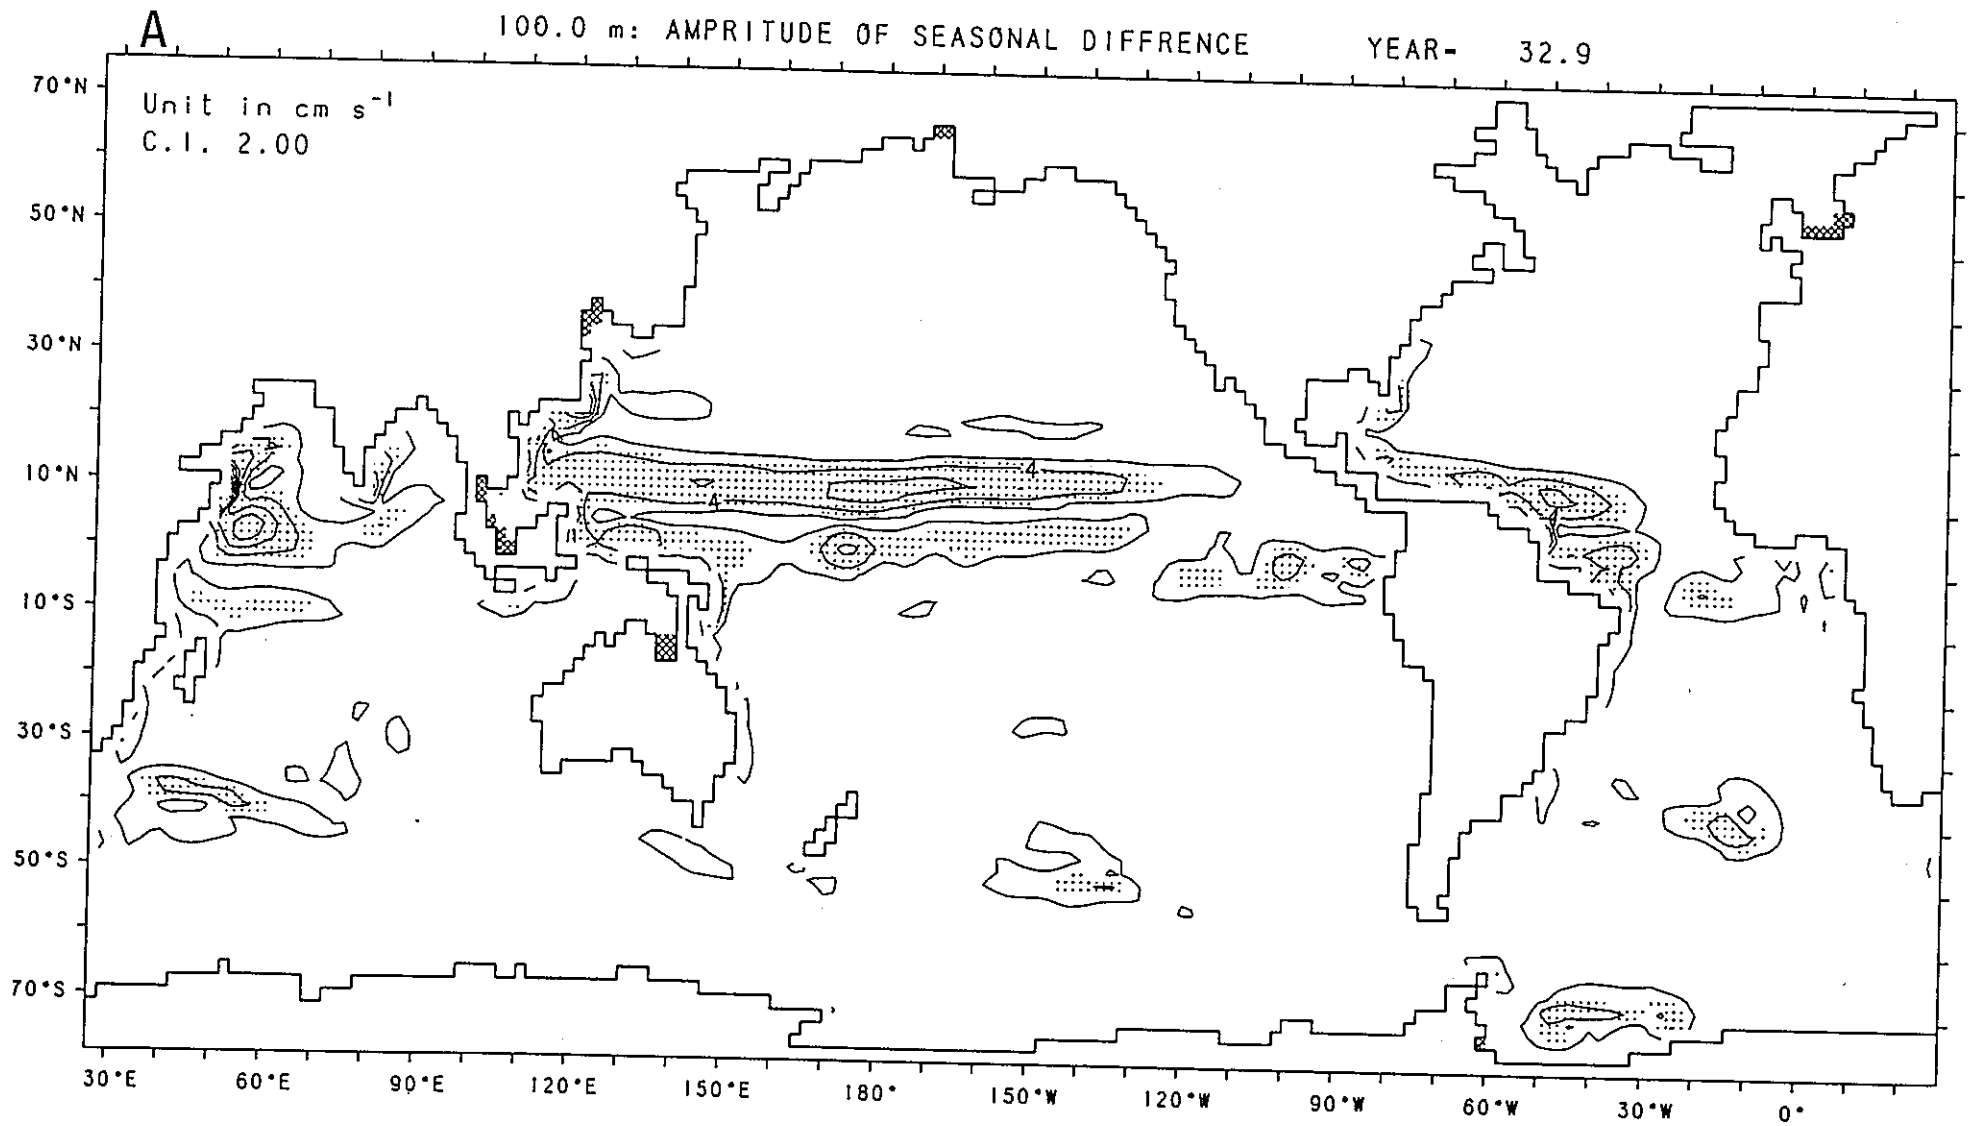 A
100.0 m: AMPRITUDE OF SEASONAL DIFFRENCE YEAR- 32.9
Unit in cm s⁻¹
C.I. 2.00
70°N
50°N
30°N
10°N
10°S
30°S
50°S
70°S
4
4
30°E 60°E 90°E 120°E 150°E 180° 150°W 120°W 90°W 60°W 30°W 0°